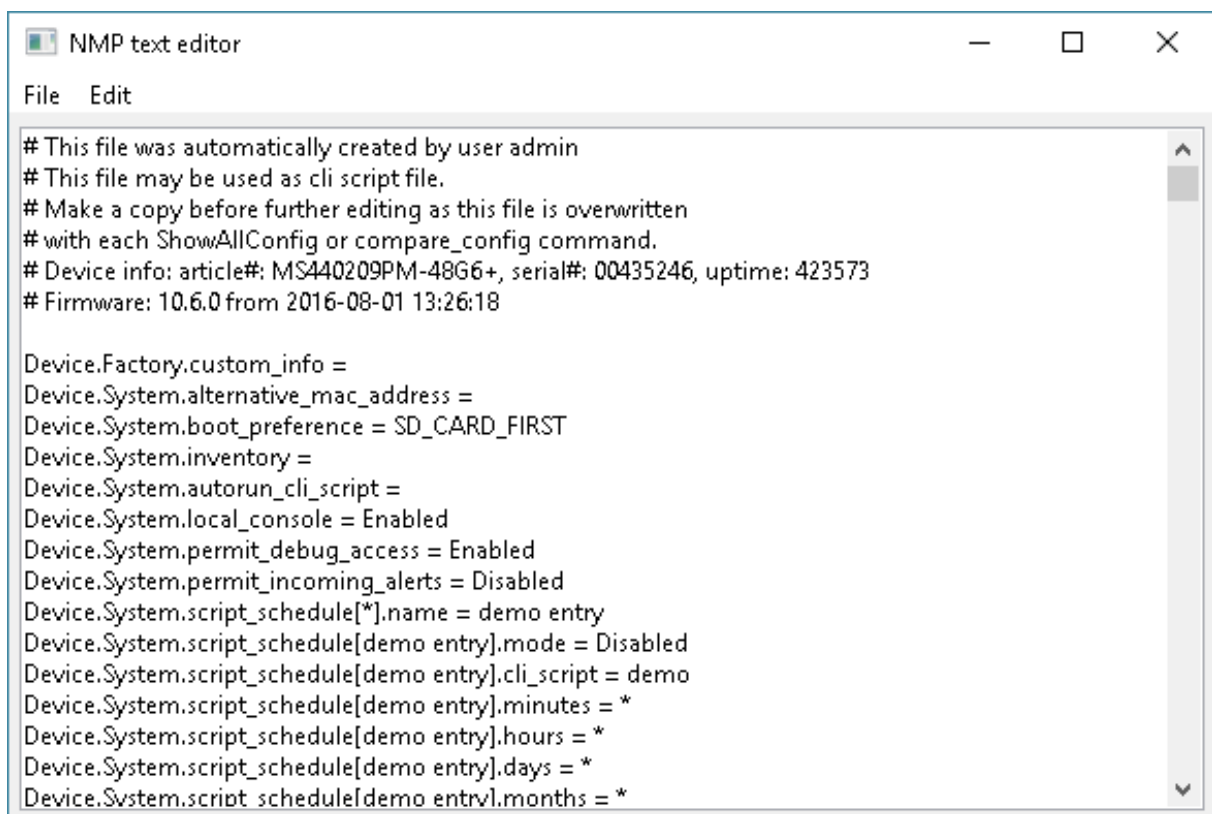 NMP text editor
File Edit
# This file was automatically created by user admin
# This file may be used as cli script file.
# Make a copy before further editing as this file is overwritten
# with each ShowAllConfig or compare_config command.
# Device info: article#: MS440209PM-48G6+, serial#: 00435246, uptime: 423573
# Firmware: 10.6.0 from 2016-08-01 13:26:18
Device.Factory.custom_info =
Device.System.alternative_mac_address =
Device.System.boot_preference = SD_CARD_FIRST
Device.System.inventory =
Device.System.autorun_cli_script =
Device.System.local_console = Enabled
Device.System.permit_debug_access = Enabled
Device.System.permit_incoming_alerts = Disabled
Device.System.script_schedule[*].name = demo entry
Device.System.script_schedule[demo entry].mode = Disabled
Device.System.script_schedule[demo entry].cli_script = demo
Device.System.script_schedule[demo entry].minutes = *
Device.System.script_schedule[demo entry].hours = *
Device.System.script_schedule[demo entry].days = *
Device.System.script_schedule[demo entry].months = *